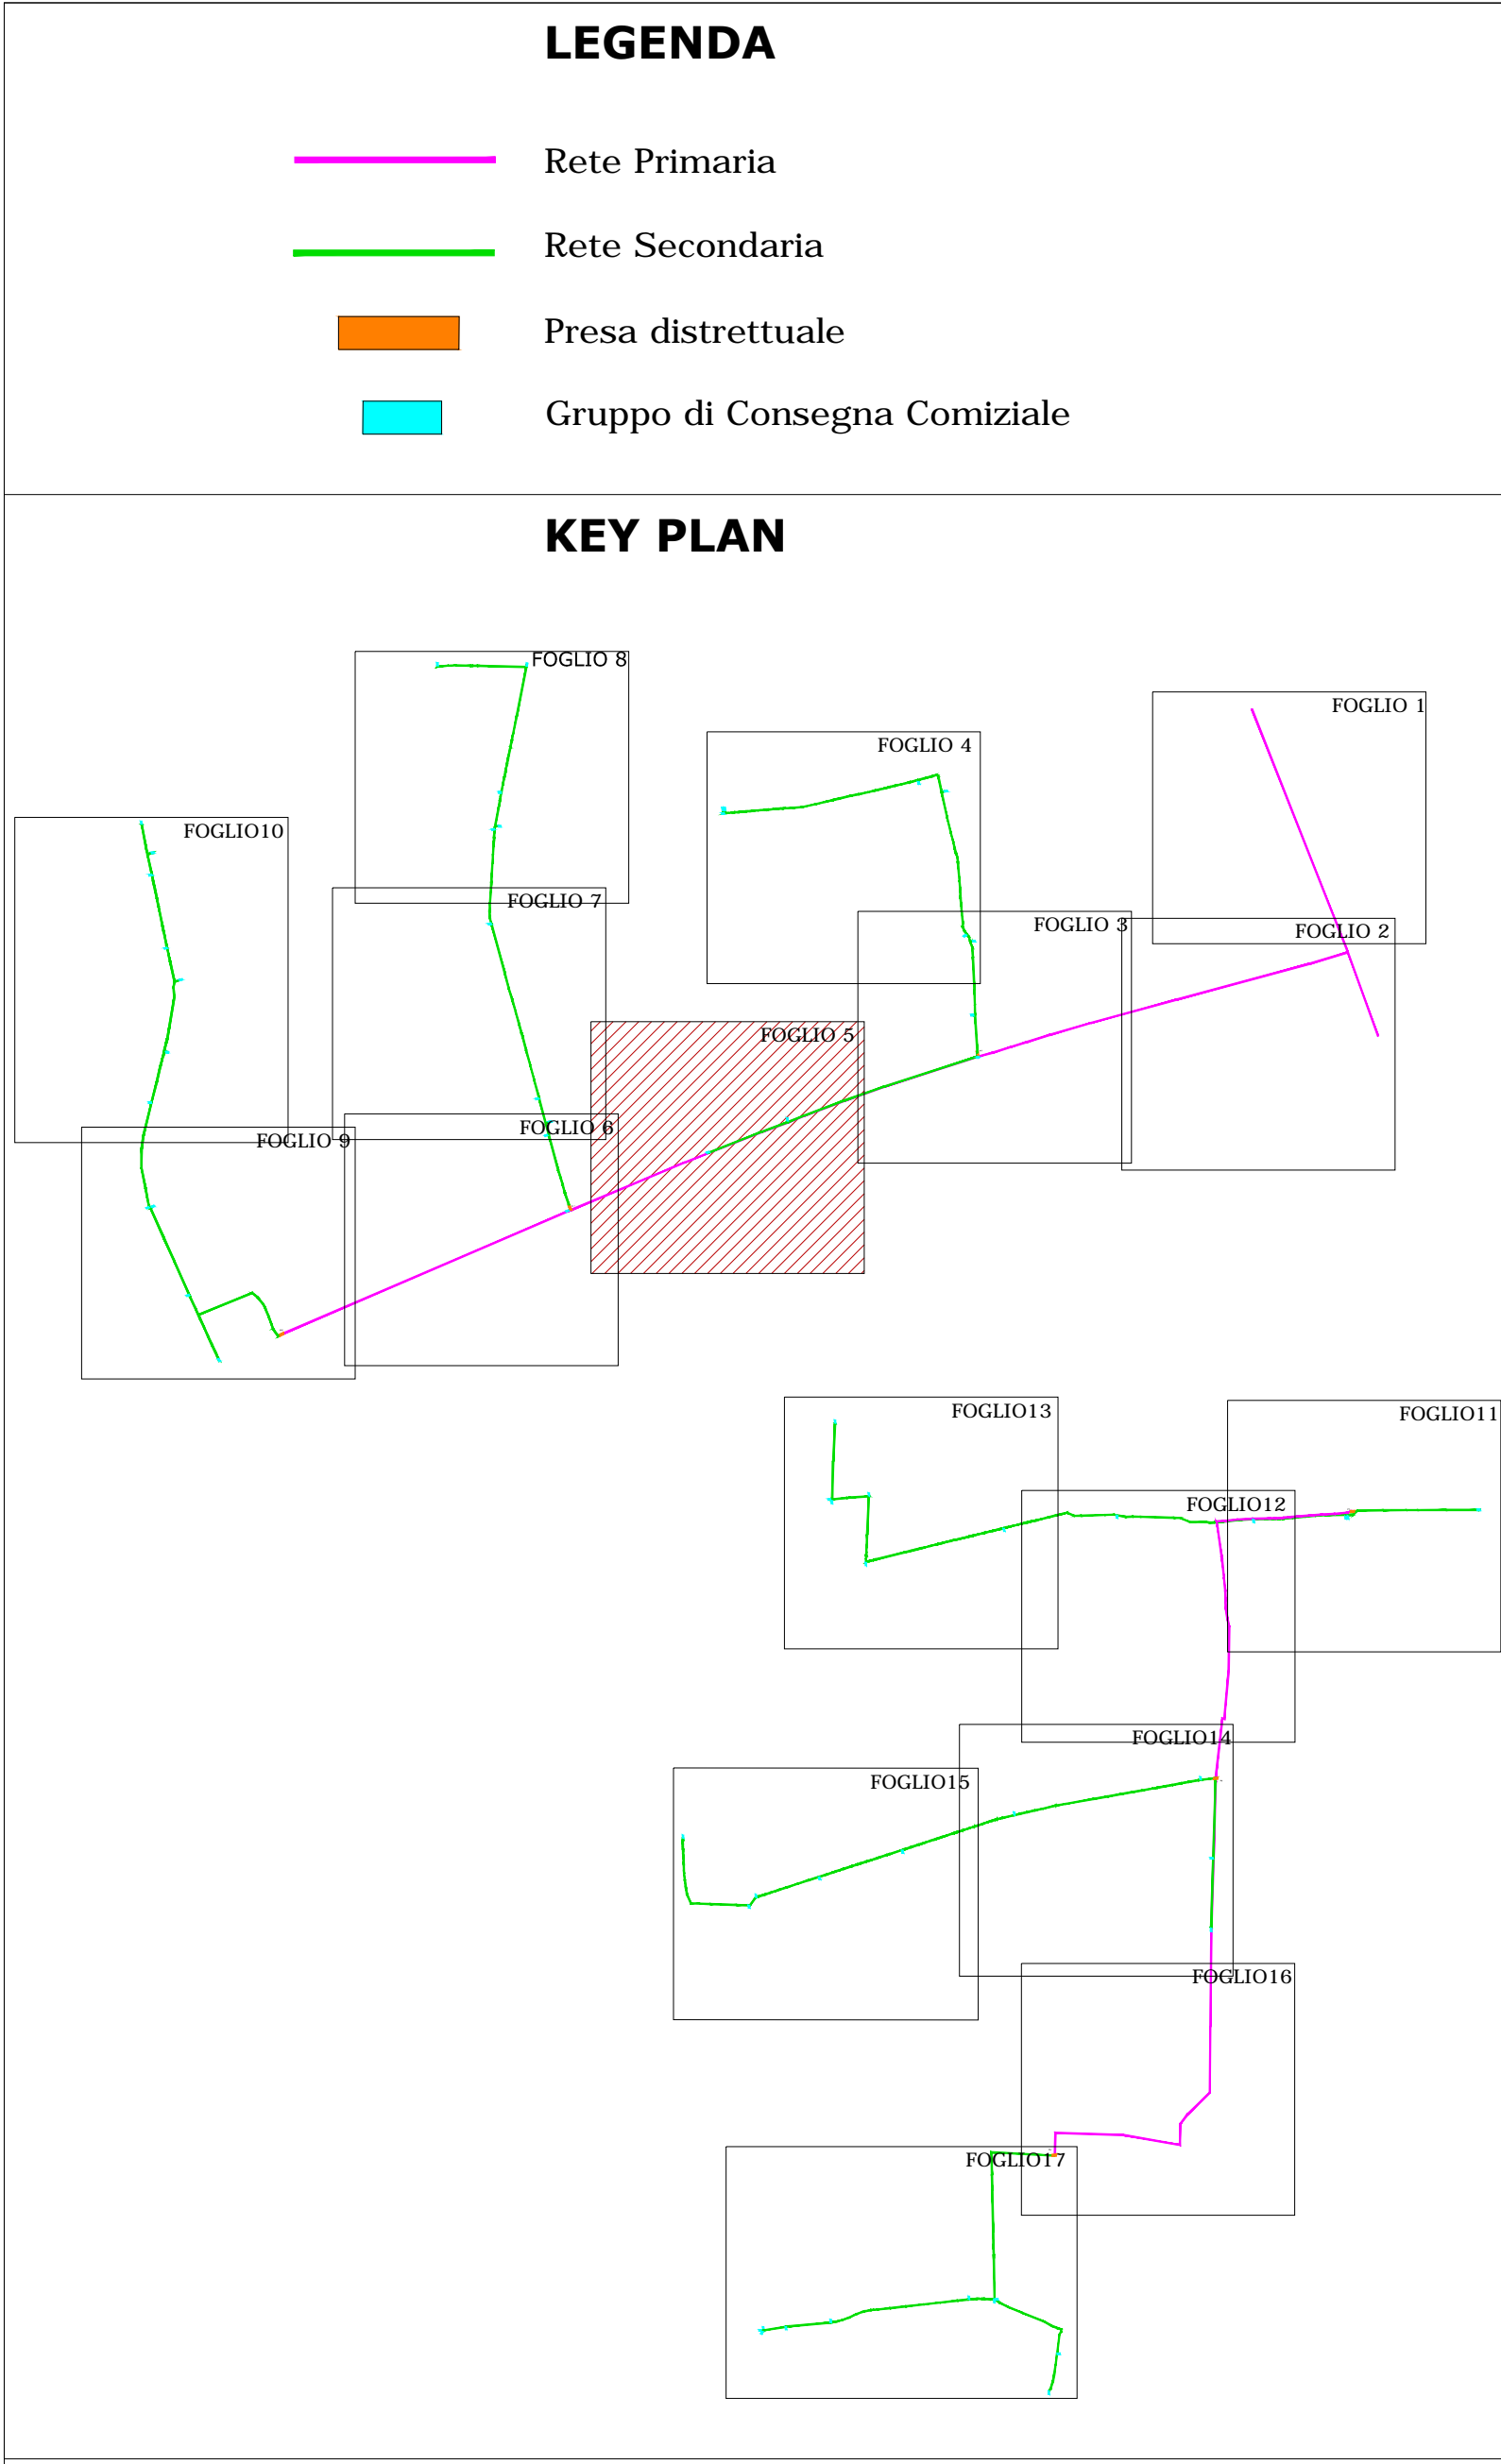 LEGENDA
Rete Primaria
Rete Secondaria
Presa distrettuale
Gruppo di Consegna Comiziale
KEY PLAN
FOGLIO 8
FOGLIO 1
FOGLIO 4
FOGLIO10
FOGLIO 7
FOGLIO 3
FOGLIO 2
FOGLIO 5
FOGLIO 6
FOGLIO 9
FOGLIO13
FOGLIO11
FOGLIO12
FOGLIO14
FOGLIO15
FOGLIO16
FOGLIO17